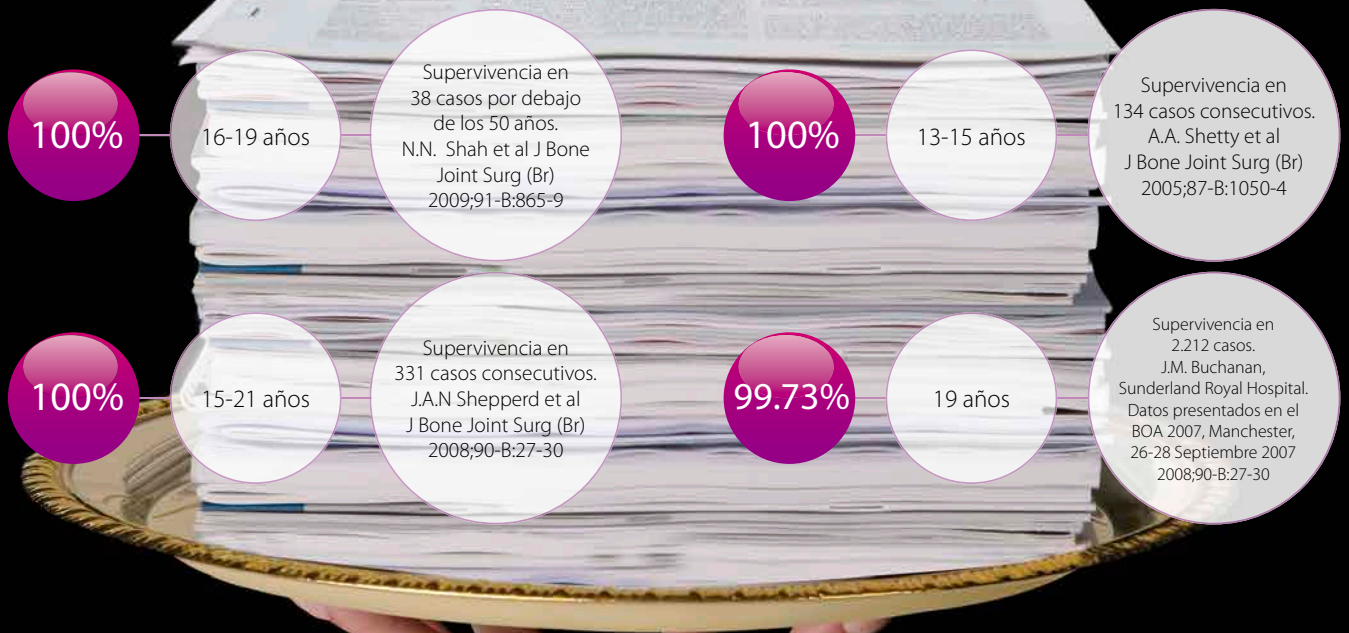 100%
16-19 años
Supervivencia en
38 casos por debajo
de los 50 años.
N.N. Shah et al J Bone
Joint Surg (Br)
2009;91-B:865-9
100%
13-15 años
Supervivencia en
134 casos consecutivos.
A.A. Shetty et al
J Bone Joint Surg (Br)
2005;87-B:1050-4
100%
15-21 años
Supervivencia en
331 casos consecutivos.
J.A.N Shepperd et al
J Bone Joint Surg (Br)
2008;90-B:27-30
99.73%
19 años
Supervivencia en
2.212 casos.
J.M. Buchanan,
Sunderland Royal Hospital.
Datos presentados en el
BOA 2007, Manchester,
26-28 Septiembre 2007
2008;90-B:27-30